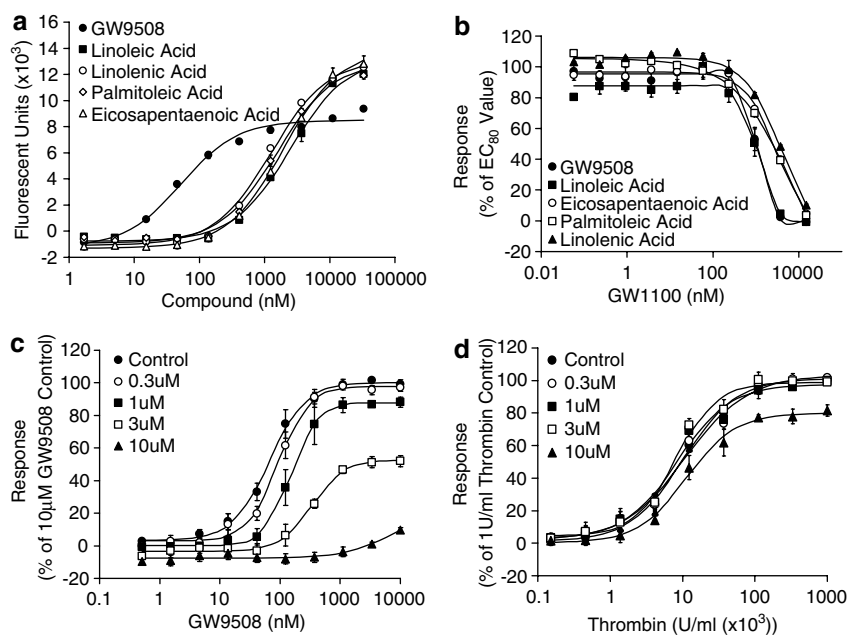 a
GW9508
Linoleic Acid
Linolenic Acid
Palmitoleic Acid
Eicosapentaenoic Acid
Fluorescent Units (x10³)
16
14
12
10
8
6
4
2
0
-2
1 10 100 1000 10000 100000
Compound (nM)
b
Response
(% of EC₈₀ Value)
120
100
80
60
40
20
0
-20
GW9508
Linoleic Acid
Eicosapentaenoic Acid
Palmitoleic Acid
Linolenic Acid
0.01 1 100 10000
GW1100 (nM)
c
Response
(% of 10µM GW9508 Control)
120
100
80
60
40
20
0
-20
Control
0.3uM
1uM
3uM
10uM
0.1 1 10 100 1000 10000
GW9508 (nM)
d
Response
(% of 1U/ml Thrombin Control)
120
100
80
60
40
20
0
-20
Control
0.3uM
1uM
3uM
10uM
0.1 1 10 100 1000
Thrombin (U/ml (x10³))